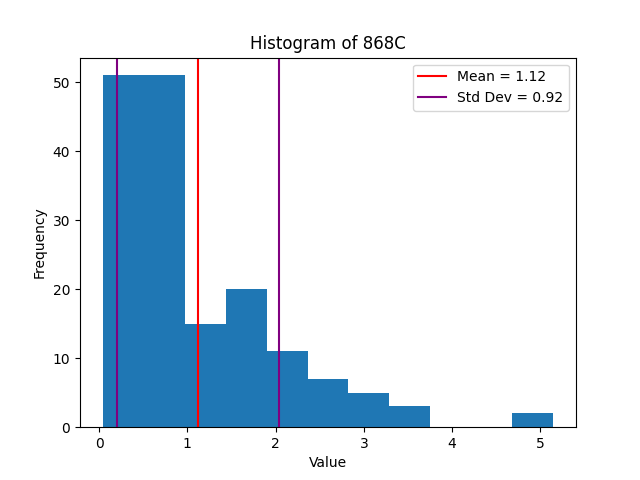 Histogram of 868C
Mean = 1.12
Std Dev = 0.92
50
40
30
20
10
0
Frequency
0 1 2 3 4 5
Value